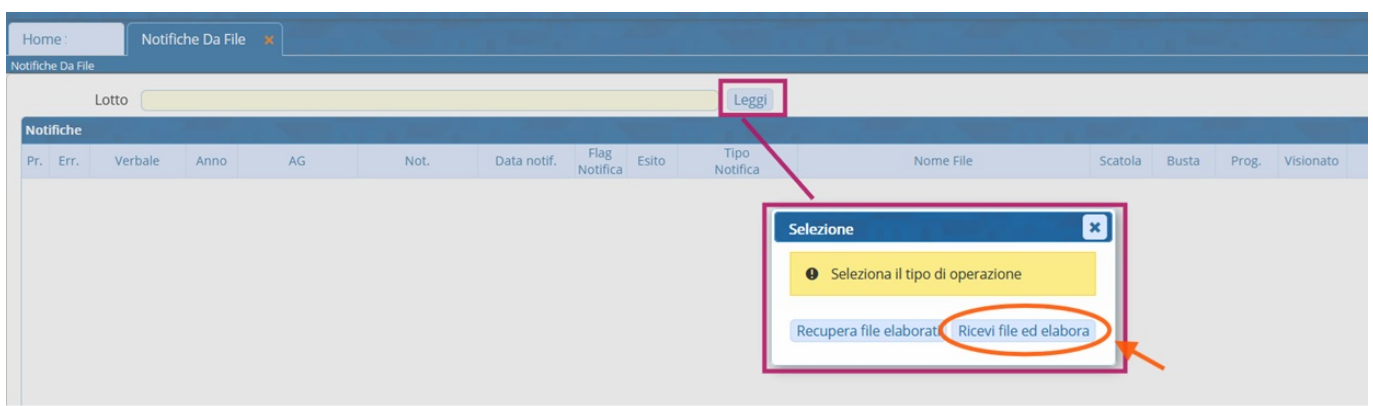 Home :
Notifiche Da File
Notifiche Da File
Lotto
Leggi
Notifiche
Pr. Err. Verbale Anno AG Not. Data notif. Flag Notifica Esito Tipo Notifica Nome File Scatola Busta Prog. Visionato
Selezione
Seleziona il tipo di operazione
Recupera file elaborati Ricevi file ed elabora